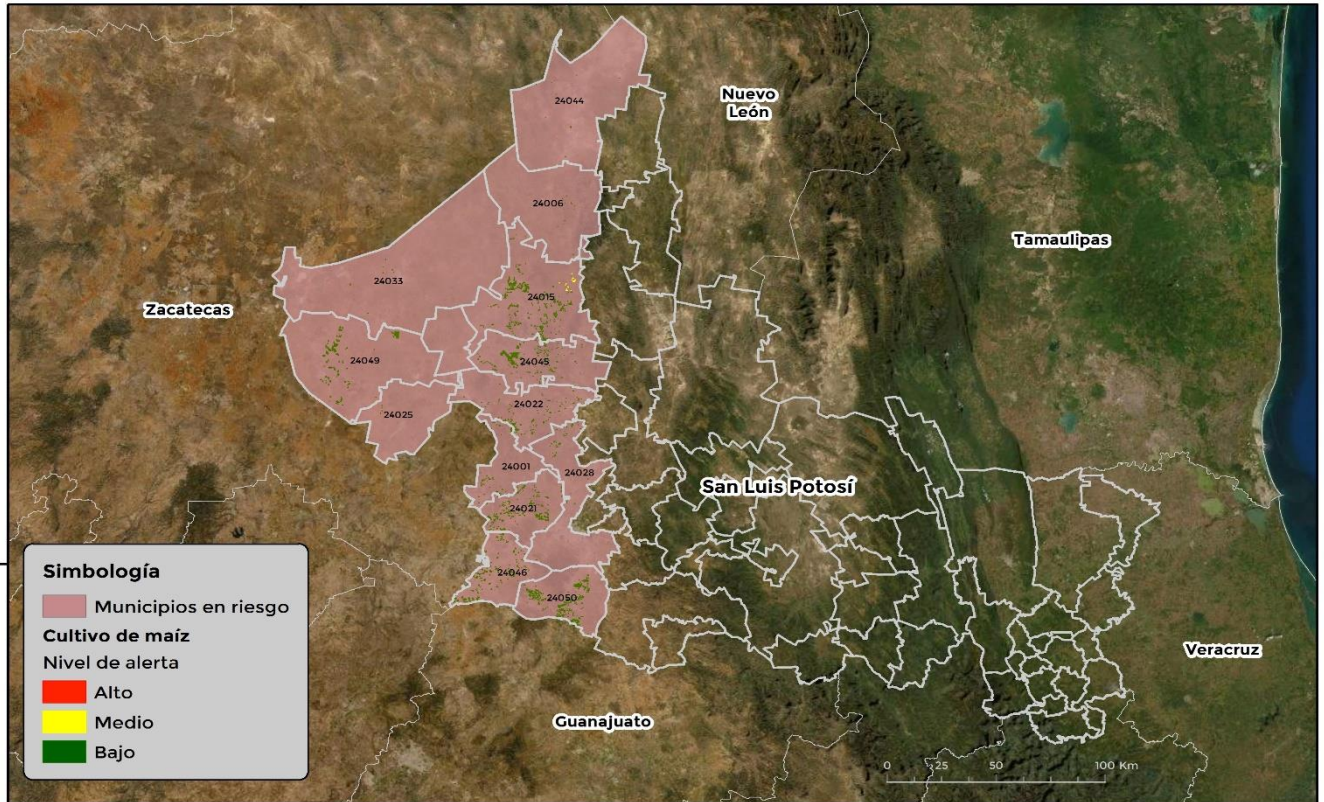 Nuevo
León
24044
24006
Tamaulipas
24033
24015
Zacatecas
24049
24045
24025
24022
24001
24028
San Luis Potosí
24021
24046
24050
Veracruz
Guanajuato
Simbología
Municipios en riesgo
Cultivo de maíz
Nivel de alerta
Alto
Medio
Bajo
0 25 50 100 Km